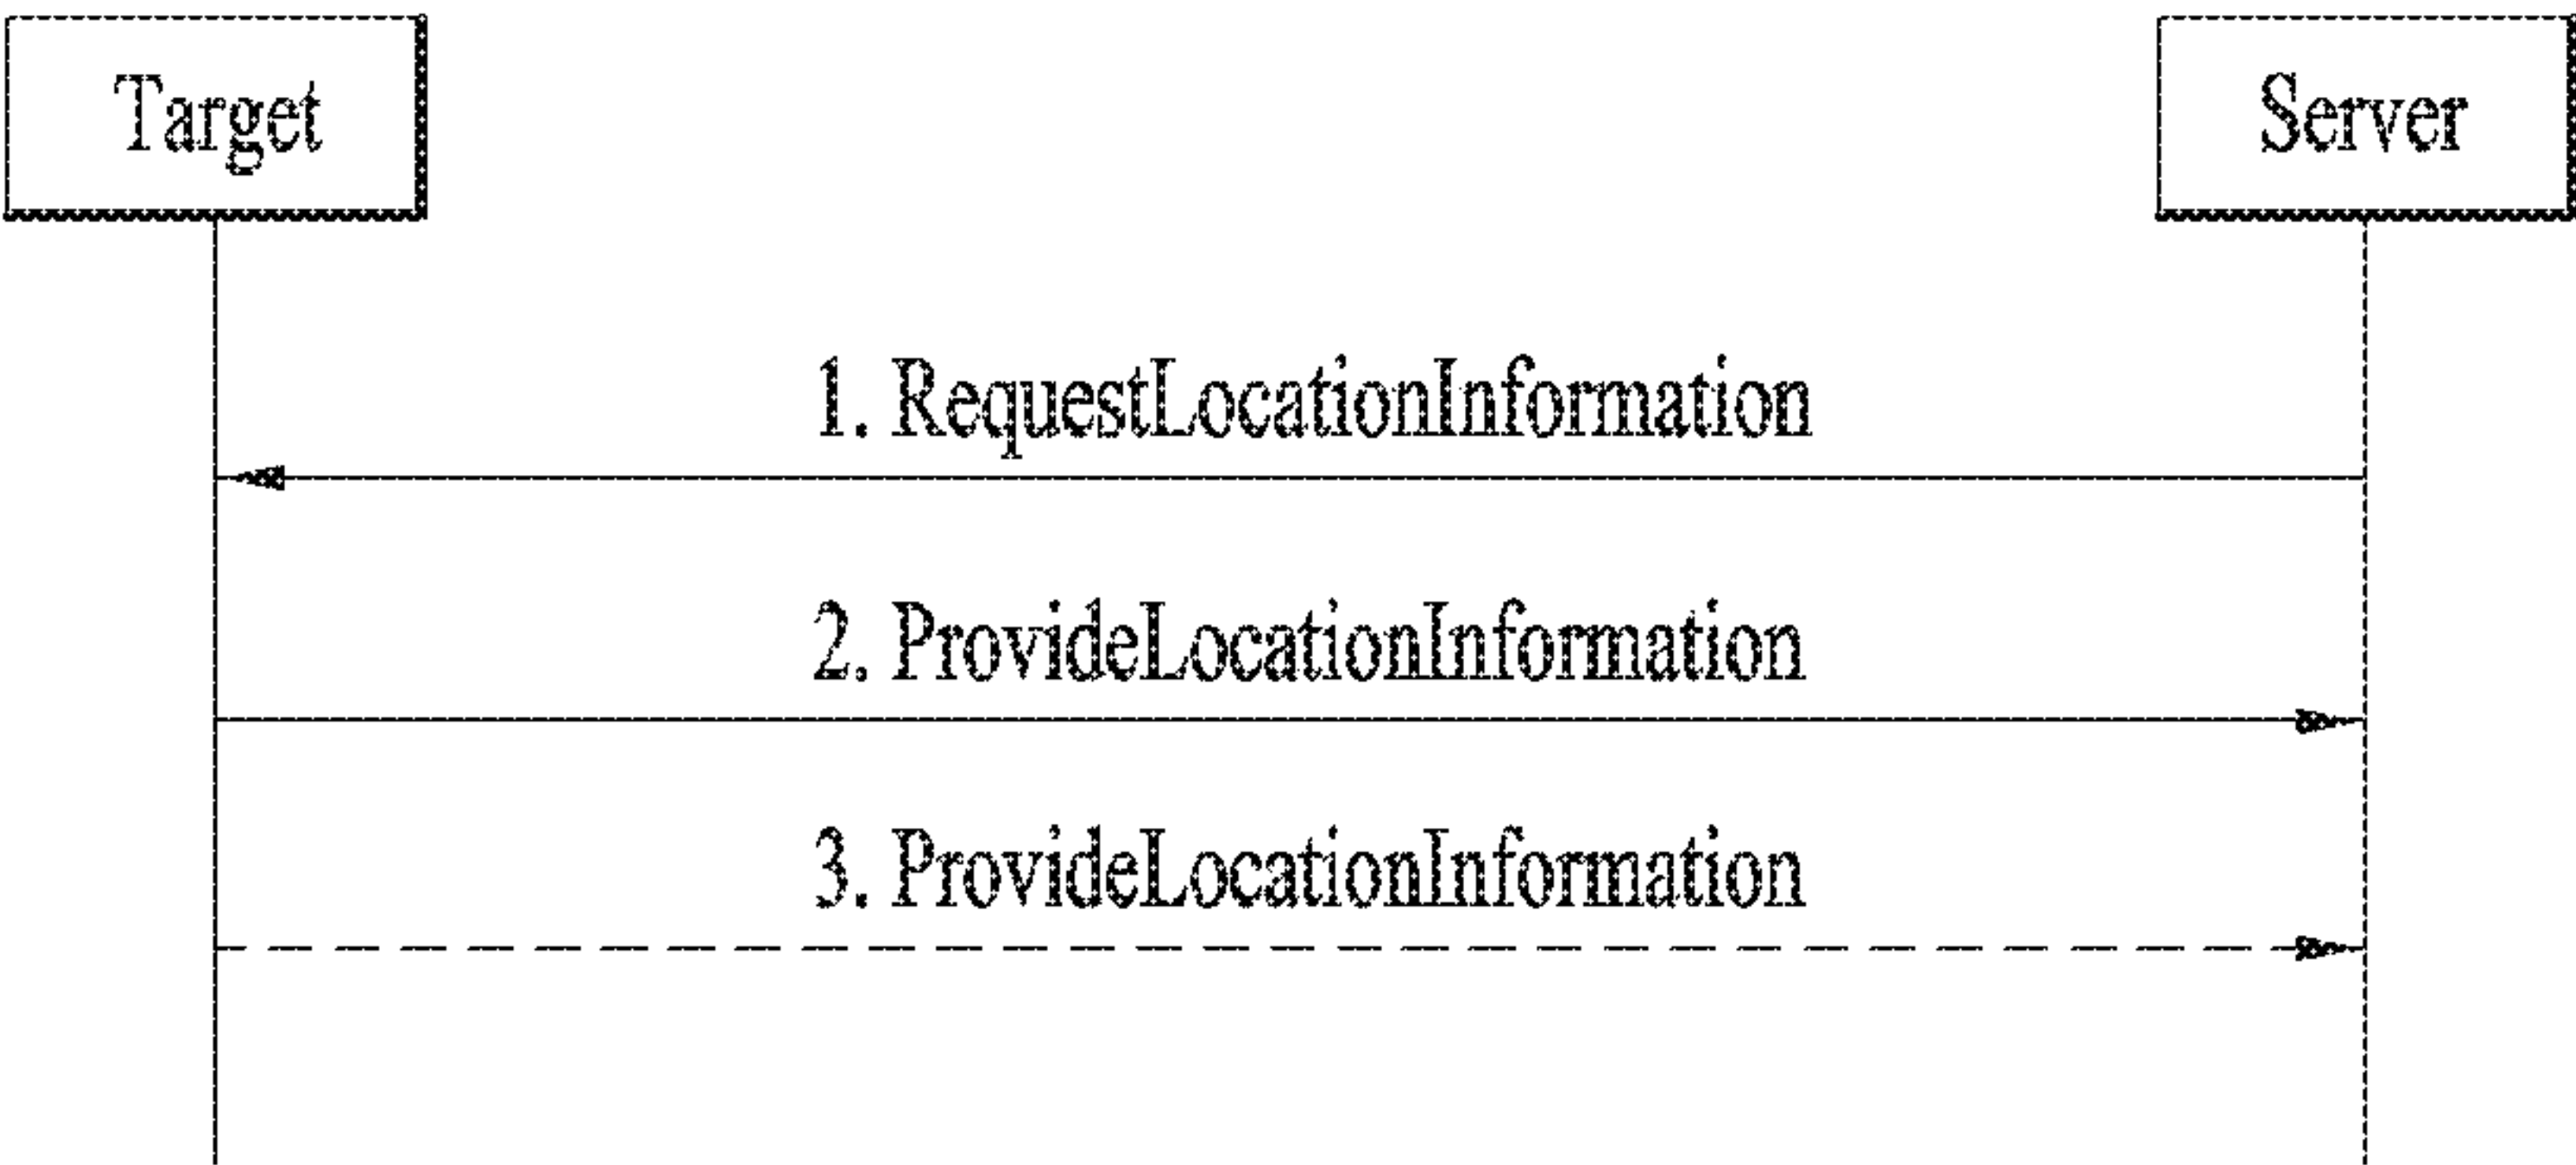 Target
Server
1. RequestLocationInformation
2. ProvideLocationInformation
3. ProvideLocationInformation